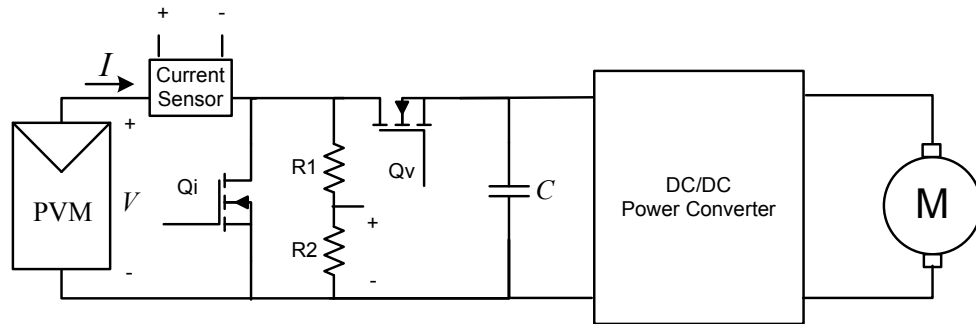 + -
I
Current
Sensor
+
PVM
V
-
Qi
R1
R2
+
-
Qv
C
DC/DC
Power Converter
M